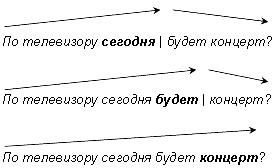 По телевизору сегодня | будет концерт?
По телевизору сегодня будет | концерт?
По телевизору сегодня будет концерт?